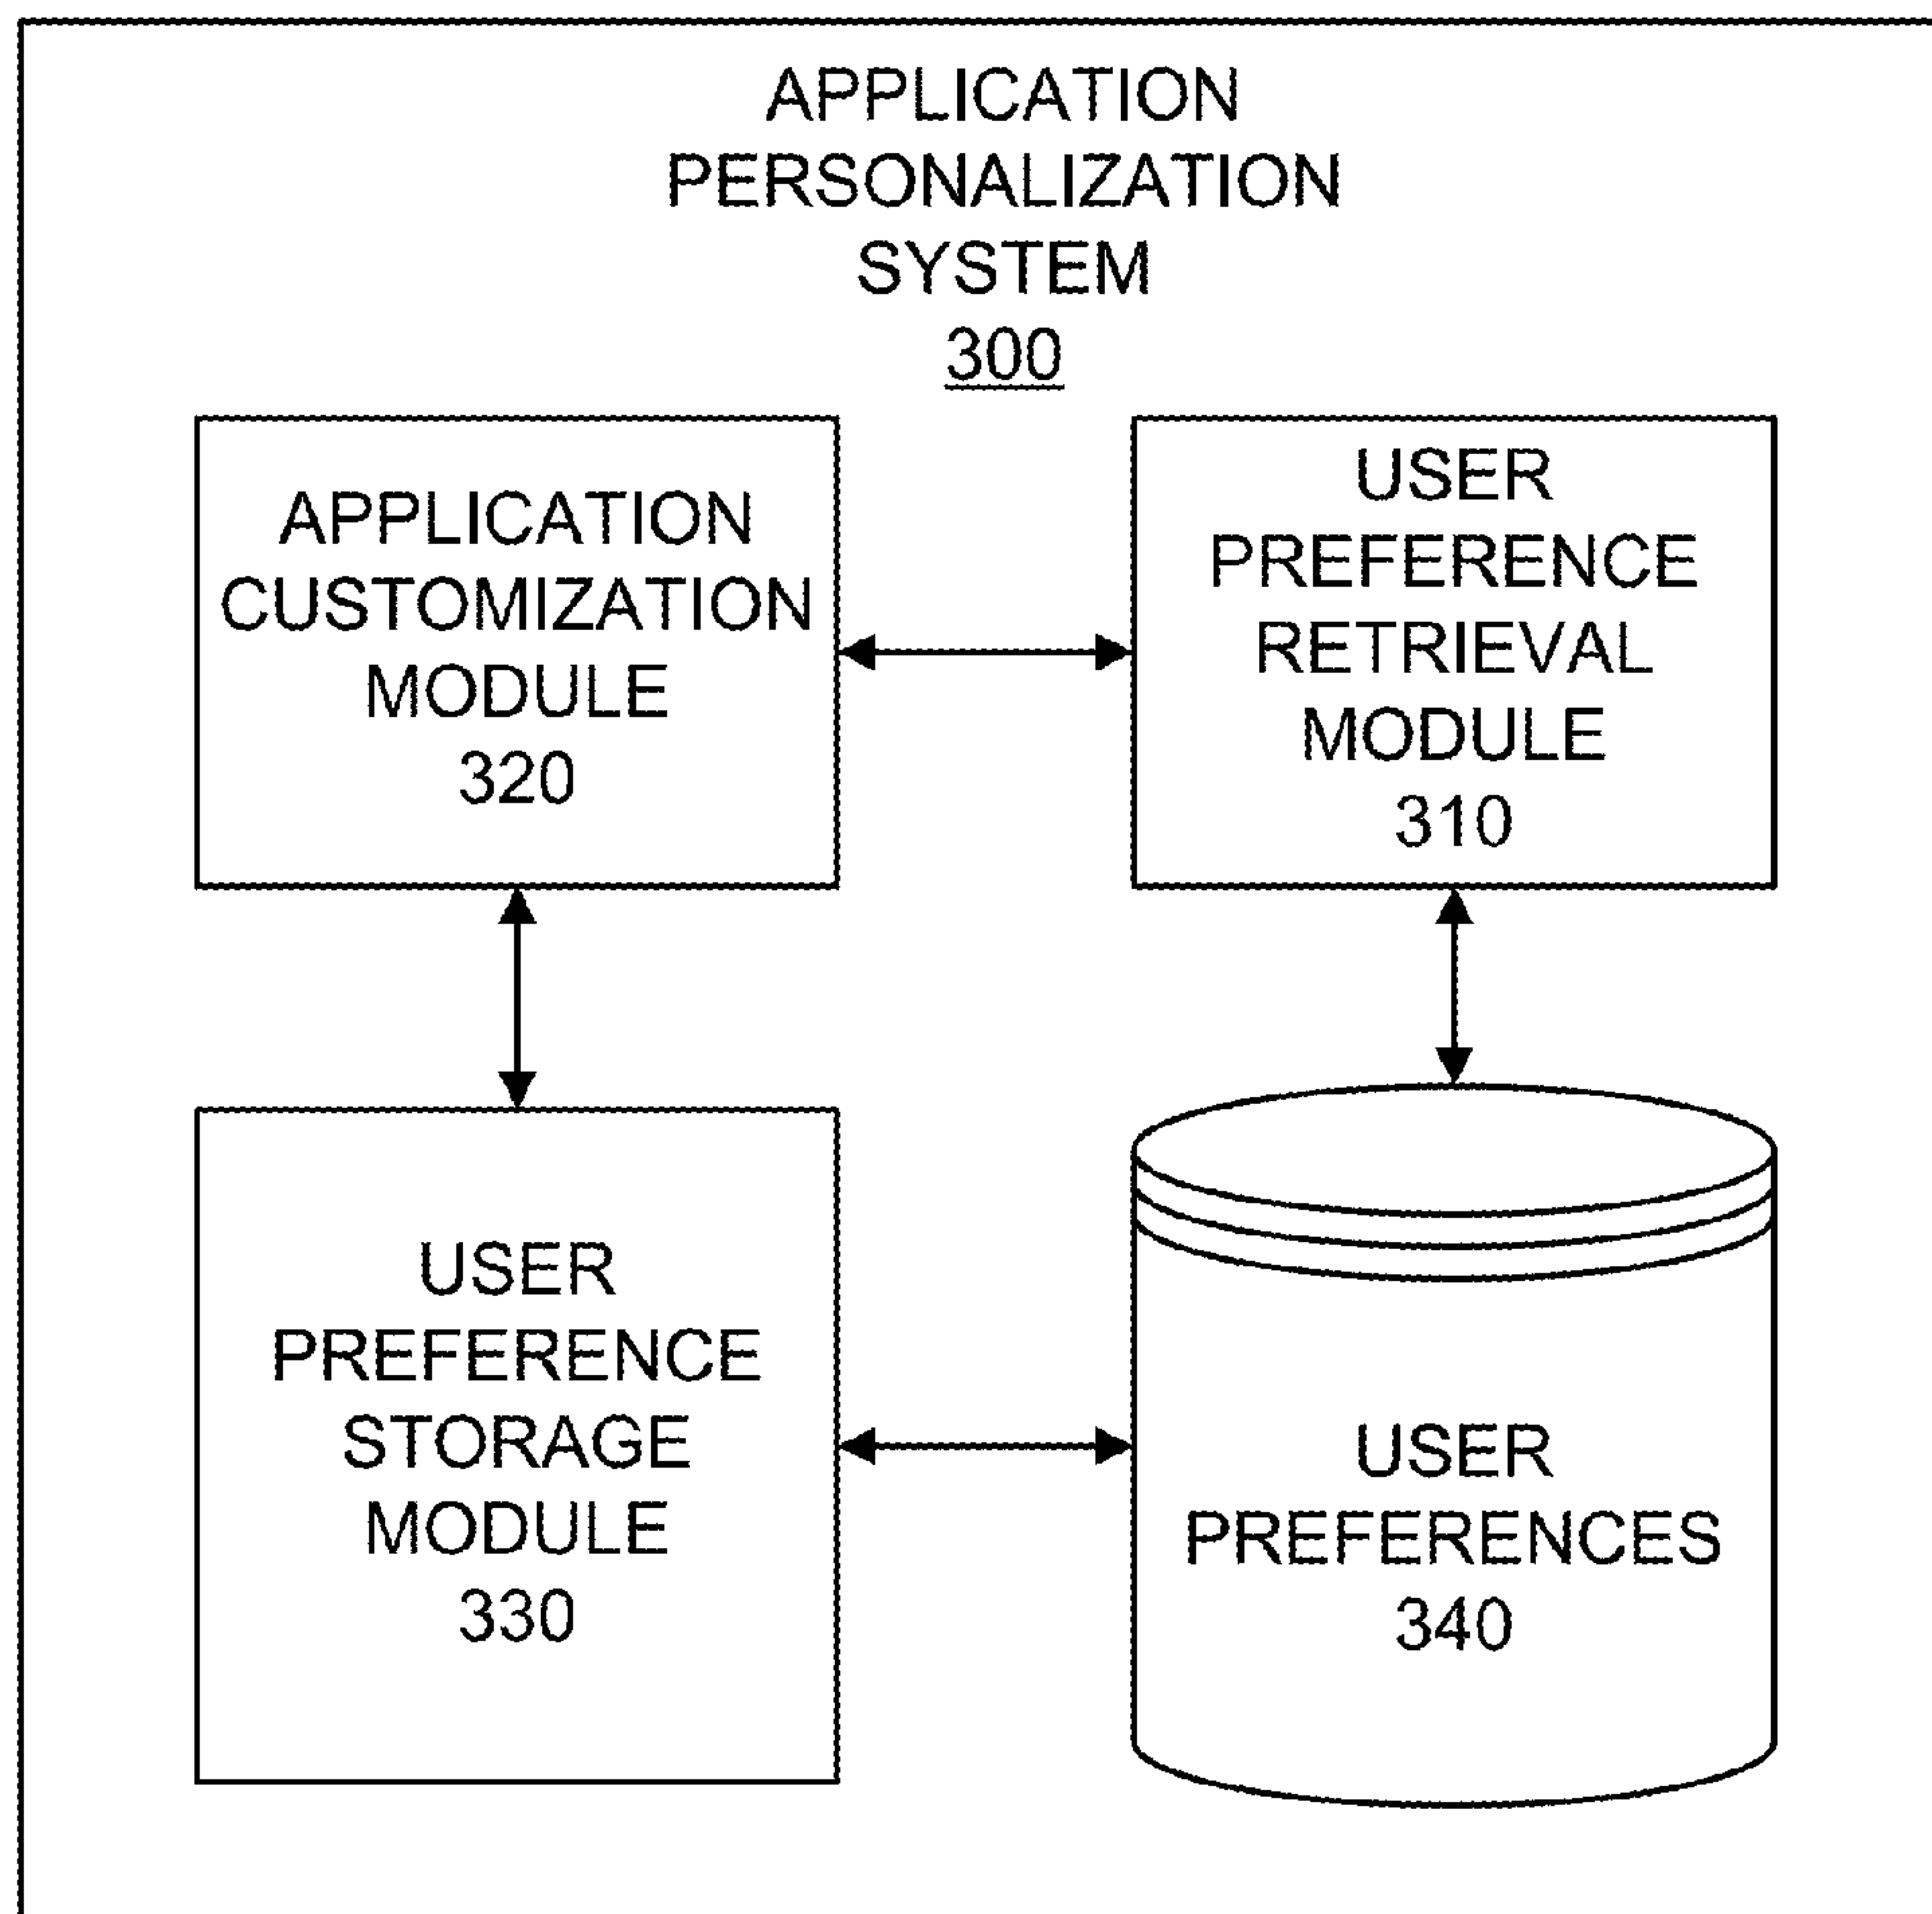 APPLICATION
PERSONALIZATION
SYSTEM
300
APPLICATION
CUSTOMIZATION
MODULE
320
USER
PREFERENCE
RETRIEVAL
MODULE
310
USER
PREFERENCE
STORAGE
MODULE
330
USER
PREFERENCES
340